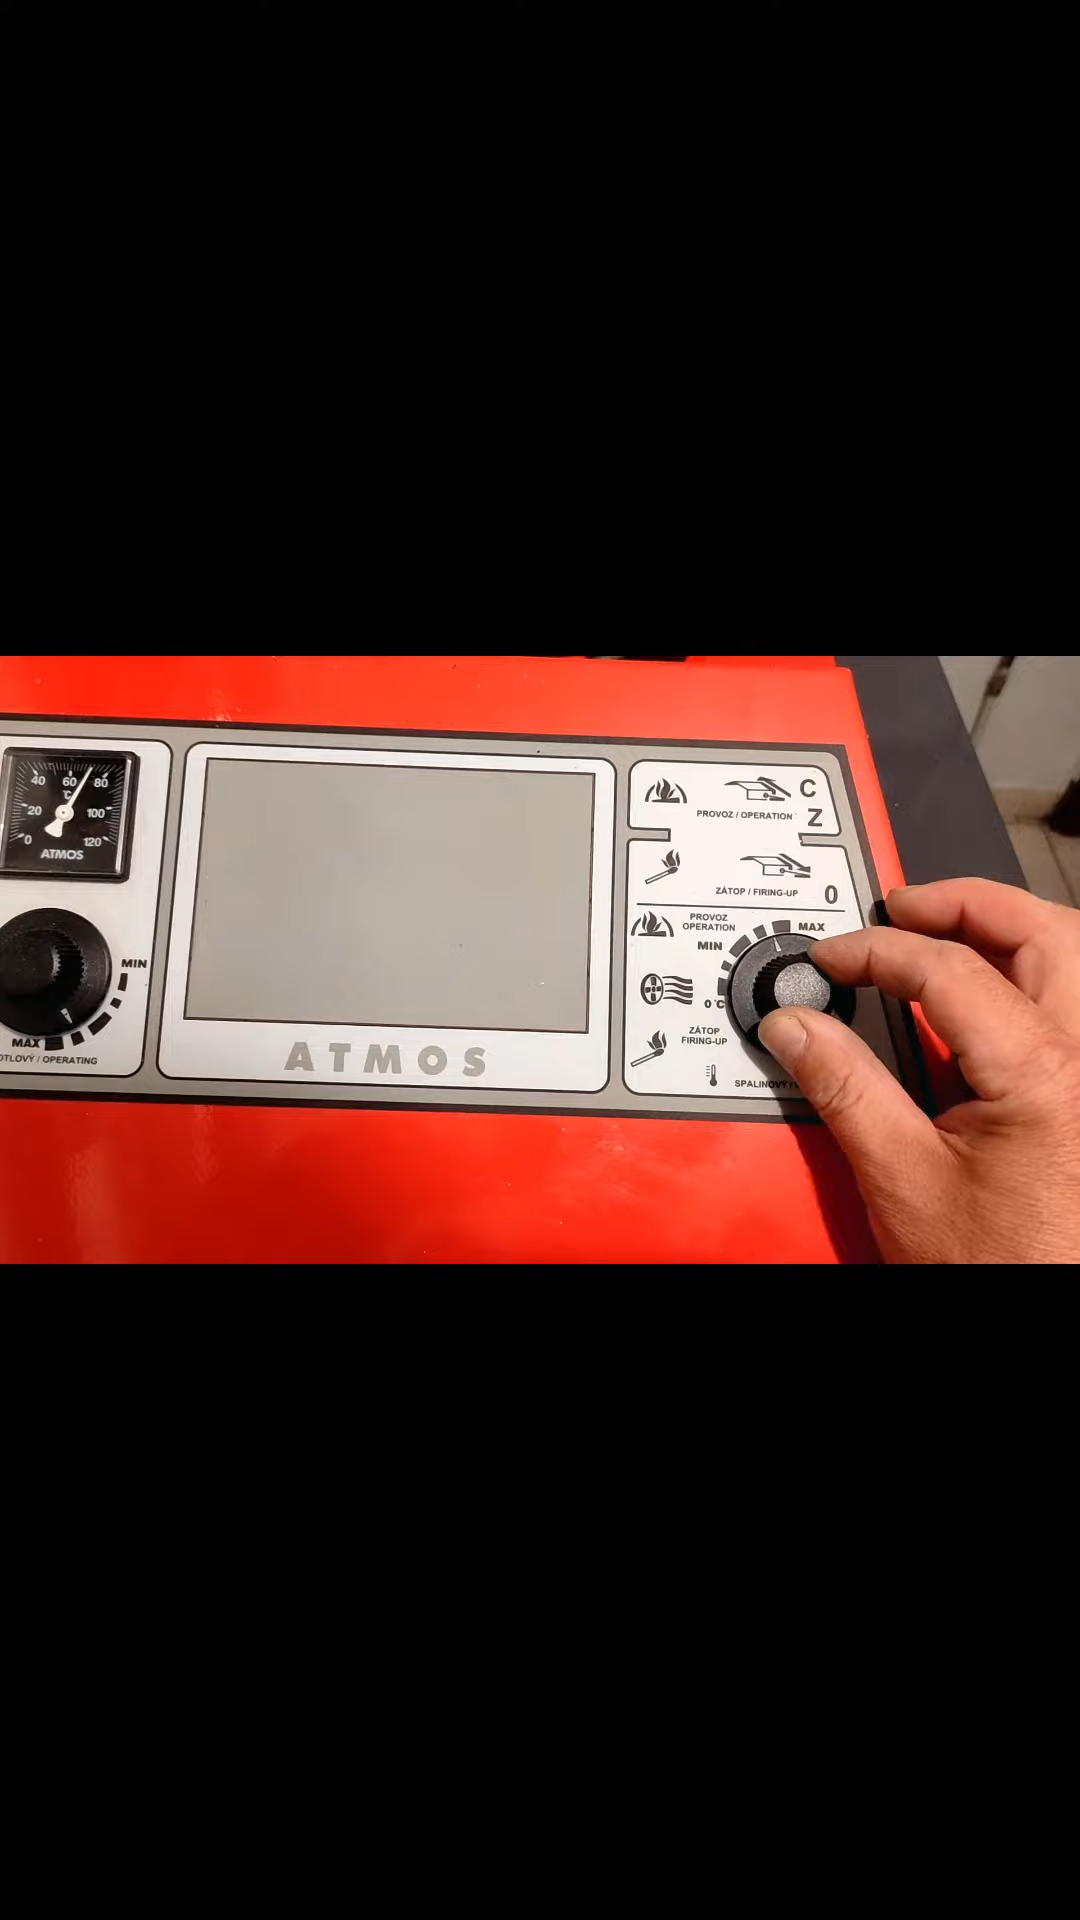 40 60 80
°C
20 100
0 120
ATMOS
MIN
MAX
OTLOVÝ / OPERATING
ATMOS
C
PROVOZ / OPERATION
Z
ZÁTOP / FIRING-UP
0
PROVOZ
OPERATION
MAX
MIN
0 °C
ZÁTOP
FIRING-UP
SPALINOVÝ /